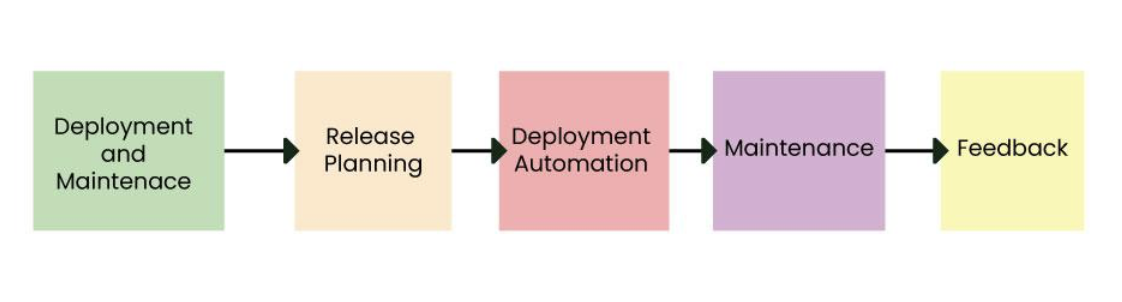 Deployment
and
Maintenace
Release
Planning
Deployment
Automation
Maintenance
Feedback